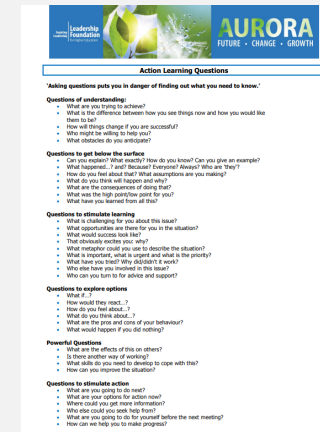 Inspiring
Leadership
Leadership
Foundation
for Higher Education
AURORA
FUTURE • CHANGE • GROWTH
Action Learning Questions
'Asking questions puts you in danger of finding out what you need to know.'
Questions of understanding:
• What are you trying to achieve?
• What is the difference between how you see things now and how you would like
them to be?
• How will things change if you are successful?
• Who might be willing to help you?
• What obstacles do you anticipate?
Questions to get below the surface
• Can you explain? What exactly? How do you know? Can you give an example?
• What happened...? and? Because? Everyone? Always? Who are 'they'?
• How do you feel about that? What assumptions are you making?
• What do you think will happen and why?
• What are the consequences of doing that?
• What was the high point/low point for you?
• What have you learned from all this?
Questions to stimulate learning
• What is challenging for you about this issue?
• What opportunities are there for you in the situation?
• What would success look like?
• That obviously excites you: why?
• What metaphor could you use to describe the situation?
• What is important, what is urgent and what is the priority?
• What have you tried? Why did/didn't it work?
• Who else have you involved in this issue?
• Who can you turn to for advice and support?
Questions to explore options
• What if...?
• How would they react...?
• How do you feel about...?
• What do you think about...?
• What are the pros and cons of your behaviour?
• What would happen if you did nothing?
Powerful Questions
• What are the effects of this on others?
• Is there another way of working?
• What skills do you need to develop to cope with this?
• How can you improve the situation?
Questions to stimulate action
• What are you going to do next?
• What are your options for action now?
• Where could you get more information?
• Who else could you seek help from?
• What are you going to do for yourself before the next meeting?
• How can we help you to make progress?